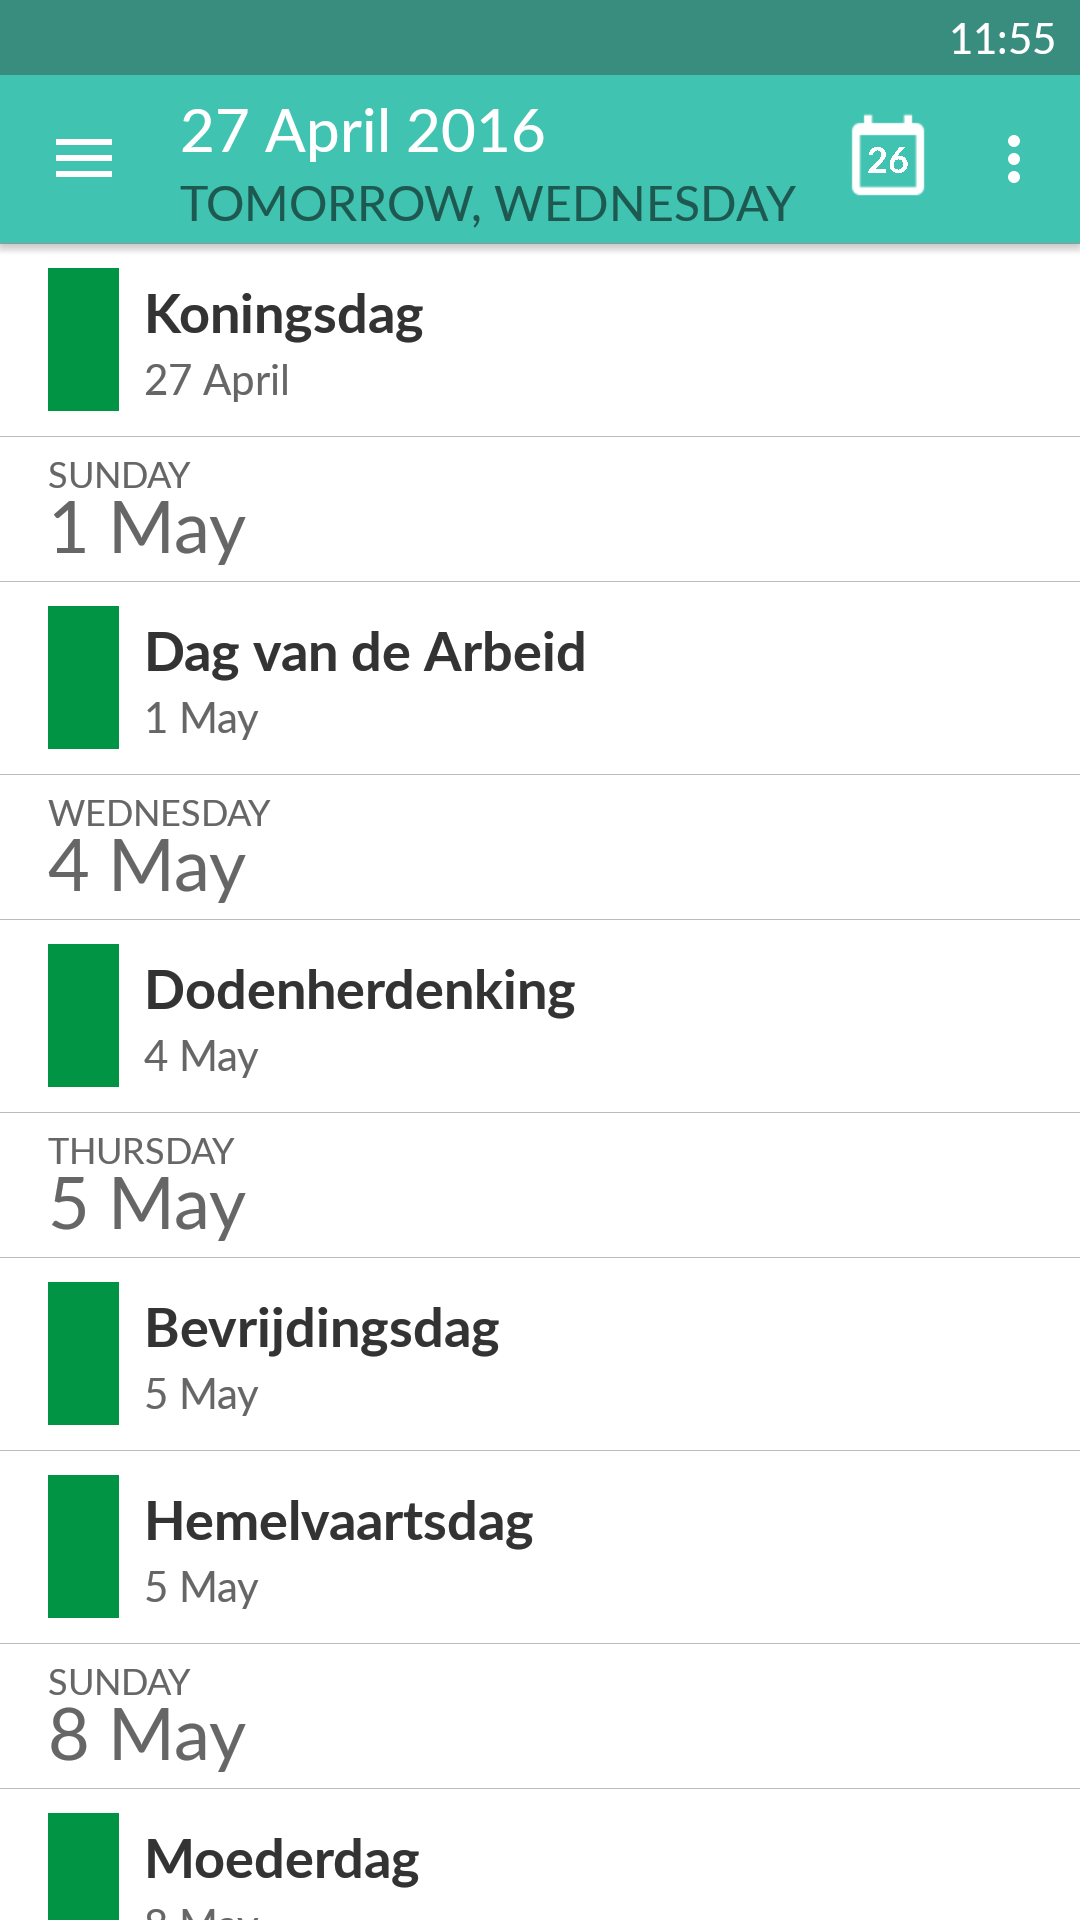 11:55
27 April 2016
26
TOMORROW, WEDNESDAY
Koningsdag
27 April
SUNDAY
1 May
Dag van de Arbeid
1 May
WEDNESDAY
4 May
Dodenherdenking
4 May
THURSDAY
5 May
Bevrijdingsdag
5 May
Hemelvaartsdag
5 May
SUNDAY
8 May
Moederdag
8 May